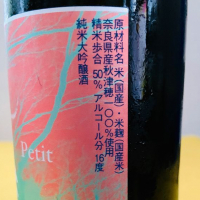 原材料名 米(国産)・米麹(国産米)
奈良県産秋津穂一〇〇%使用
精米歩合 50% アルコール分 16度
純米大吟醸酒
Petit